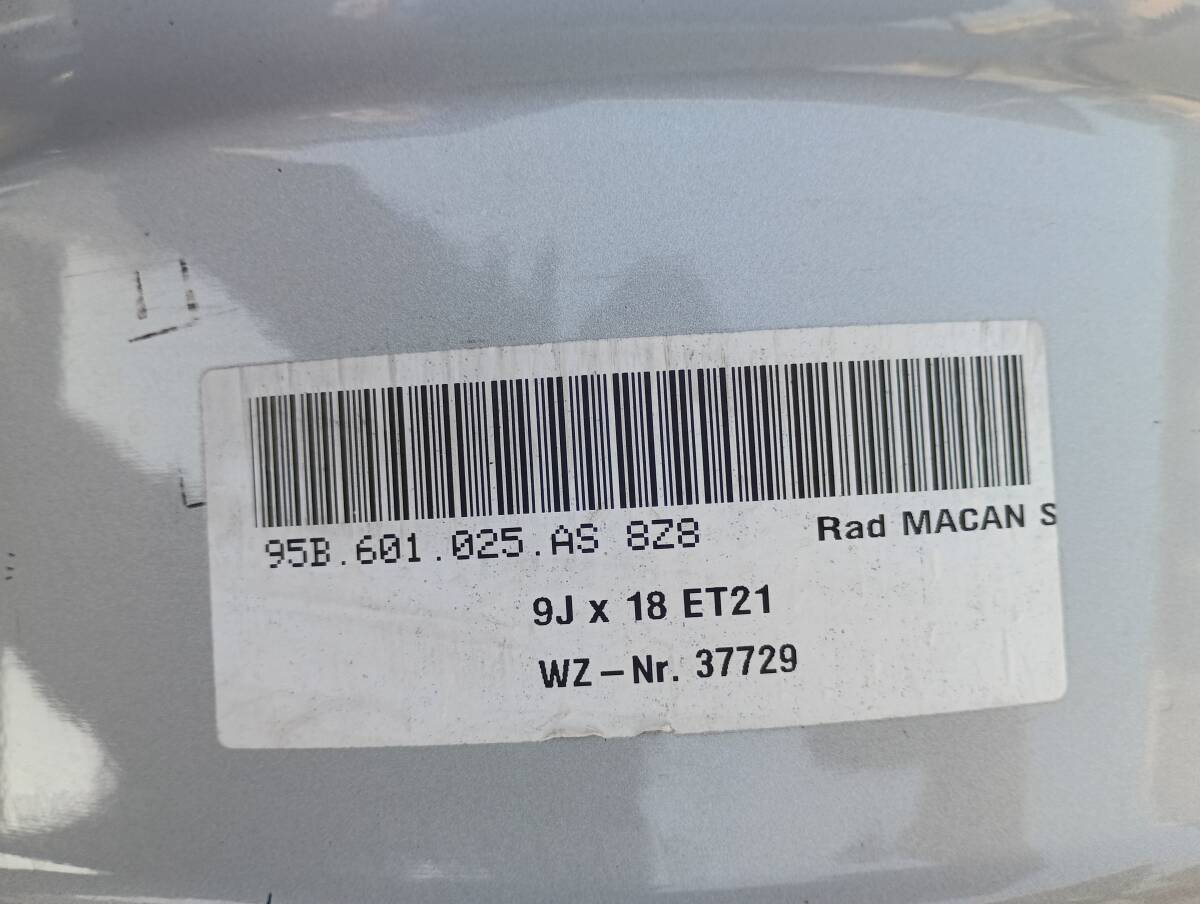 95B.601.025.AS 8Z8 Rad MACAN S
9J x 18 ET21
WZ-Nr. 37729